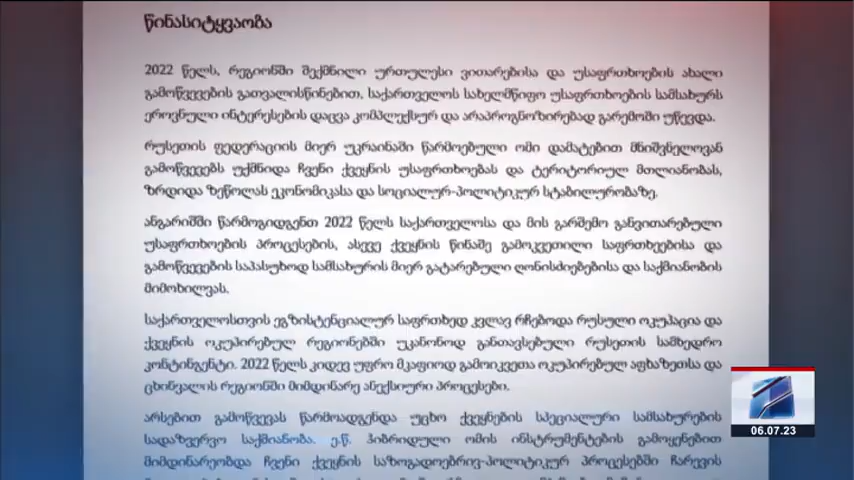 წინასიტყვაობა
2022 წელს, რეგიონში შექმნილი ურთულესი ვითარებისა და უსაფრთხოების ახალი
გამოწვევების გათვალისწინებით, საქართველოს სახელმწიფო უსაფრთხოების სამსახურს
ეროვნული ინტერესების დაცვა კომპლექსურ და არაპროგნოზირებად გარემოში უწევდა.
რუსეთის ფედერაციის მიერ უკრაინაში წარმოებული ომი დამატებით მნიშვნელოვან
გამოწვევებს უქმნიდა ჩვენი ქვეყნის უსაფრთხოებას და ტერიტორიულ მთლიანობას,
ზრდიდა ზეწოლას ეკონომიკასა და სოციალურ-პოლიტიკურ სტაბილურობაზე.
ანგარიშში წარმოგიდგენთ 2022 წელს საქართველოსა და მის გარშემო განვითარებული
უსაფრთხოების პროცესების, ასევე ქვეყნის წინაშე გამოკვეთილი საფრთხეებისა და
გამოწვევების საპასუხოდ სამსახურის მიერ გატარებული ღონისძიებებისა და საქმიანობის
მიმოხილვას.
საქართველოსთვის ეგზისტენციალურ საფრთხედ კვლავ რჩებოდა რუსული ოკუპაცია და
ქვეყნის ოკუპირებულ რეგიონებში უკანონოდ განთავსებული რუსეთის სამხედრო
კონტინგენტი. 2022 წელს კიდევ უფრო მკაფიოდ გამოიკვეთა ოკუპირებულ აფხაზეთსა და
ცხინვალის რეგიონში მიმდინარე ანექსიური პროცესები.
არსებით გამოწვევას წარმოადგენდა უცხო ქვეყნების სპეციალური სამსახურების
სადაზვერვო საქმიანობა. ე.წ. ჰიბრიდული ომის ინსტრუმენტების გამოყენებით
მიმდინარეობდა ჩვენი ქვეყნის საზოგადოებრივ-პოლიტიკურ პროცესებში ჩარევის
06.07.23